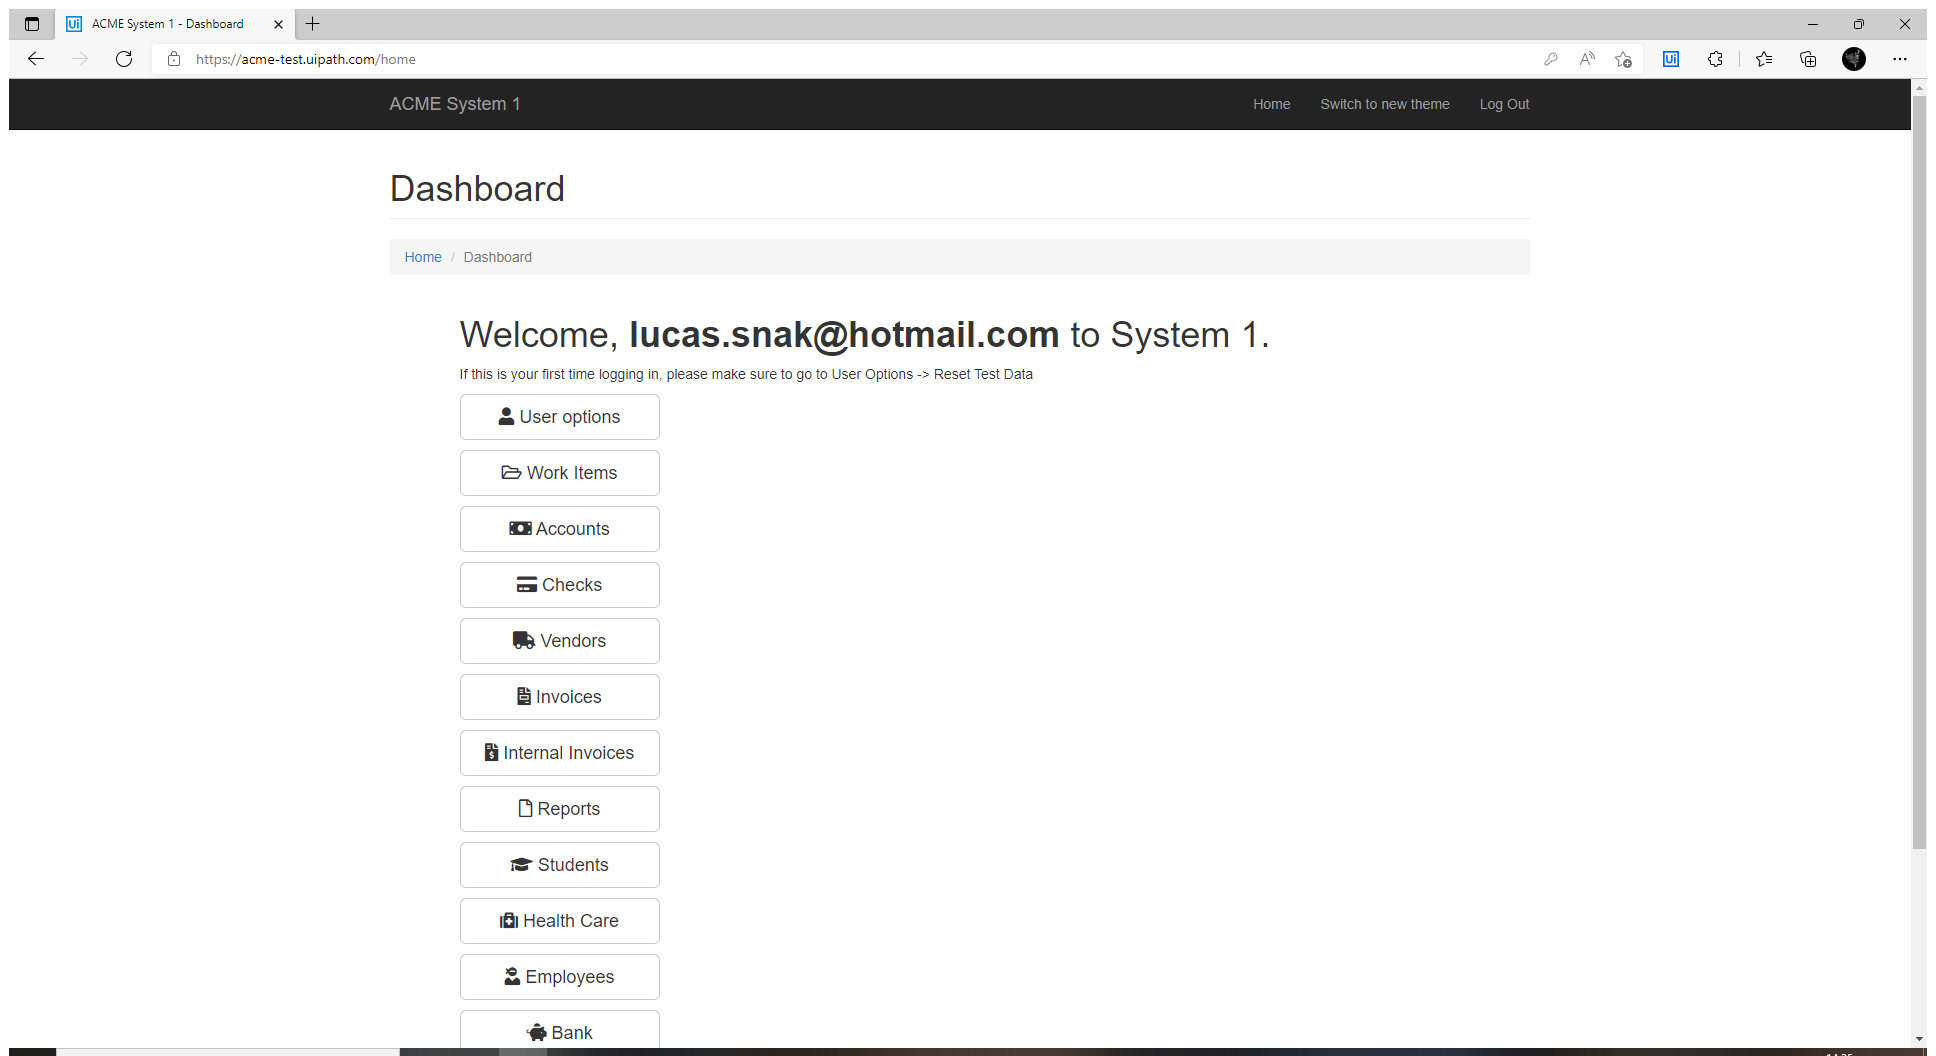 Ui ACME System 1 - Dashboard
https://acme-test.uipath.com/home
Ui
ACME System 1
Home
Switch to new theme
Log Out
Dashboard
Home / Dashboard
Welcome, lucas.snak@hotmail.com to System 1.
If this is your first time logging in, please make sure to go to User Options -> Reset Test Data
User options
Work Items
Accounts
Checks
Vendors
Invoices
Internal Invoices
Reports
Students
Health Care
Employees
Bank